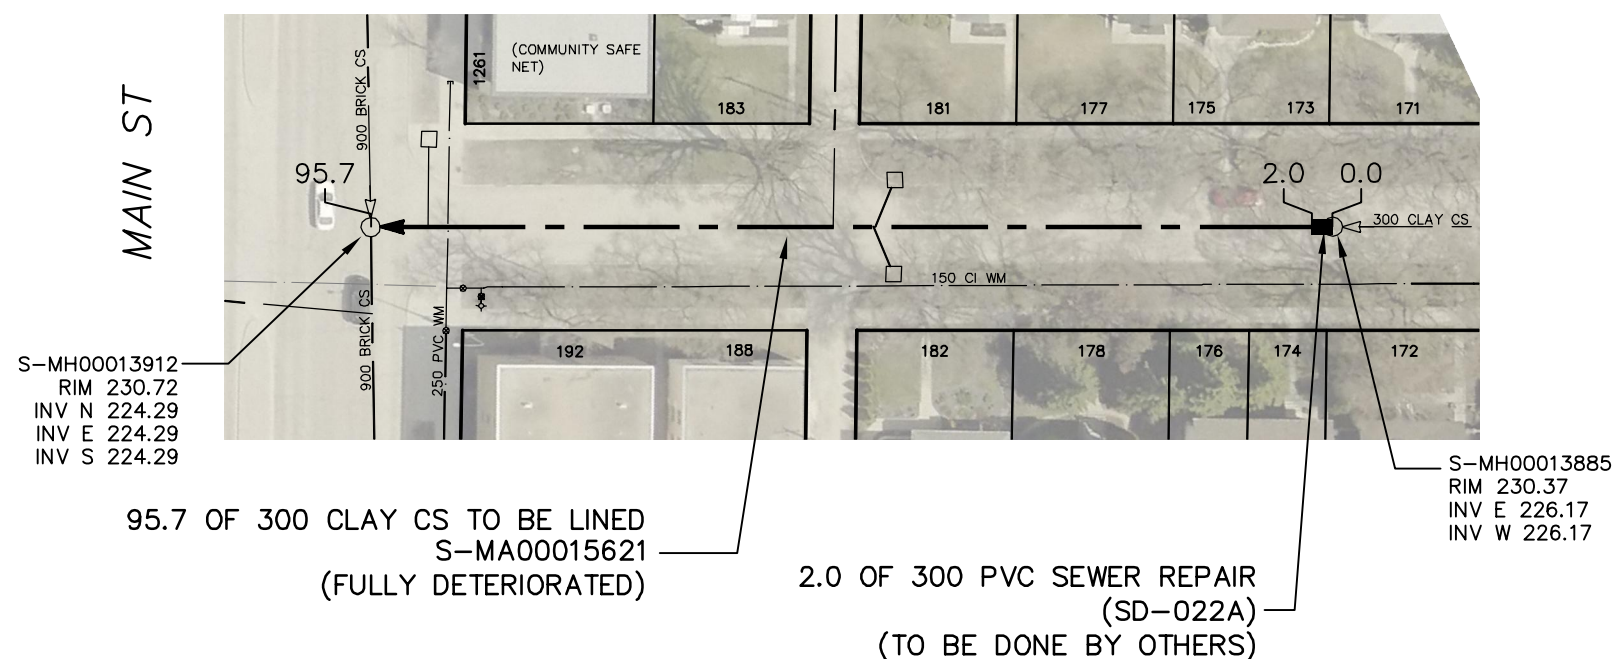 MAIN ST
900 BRICK CS
1261
(COMMUNITY SAFE
NET)
183
181
177
175
173
171
95.7
2.0
0.0
300 CLAY CS
150 CI WM
900 BRICK CS
250 PVC WM
192
188
182
178
176
174
172
S-MH00013912
RIM 230.72
INV N 224.29
INV E 224.29
INV S 224.29
S-MH00013885
RIM 230.37
INV E 226.17
INV W 226.17
95.7 OF 300 CLAY CS TO BE LINED
S-MA00015621
(FULLY DETERIORATED)
2.0 OF 300 PVC SEWER REPAIR
(SD-022A)
(TO BE DONE BY OTHERS)